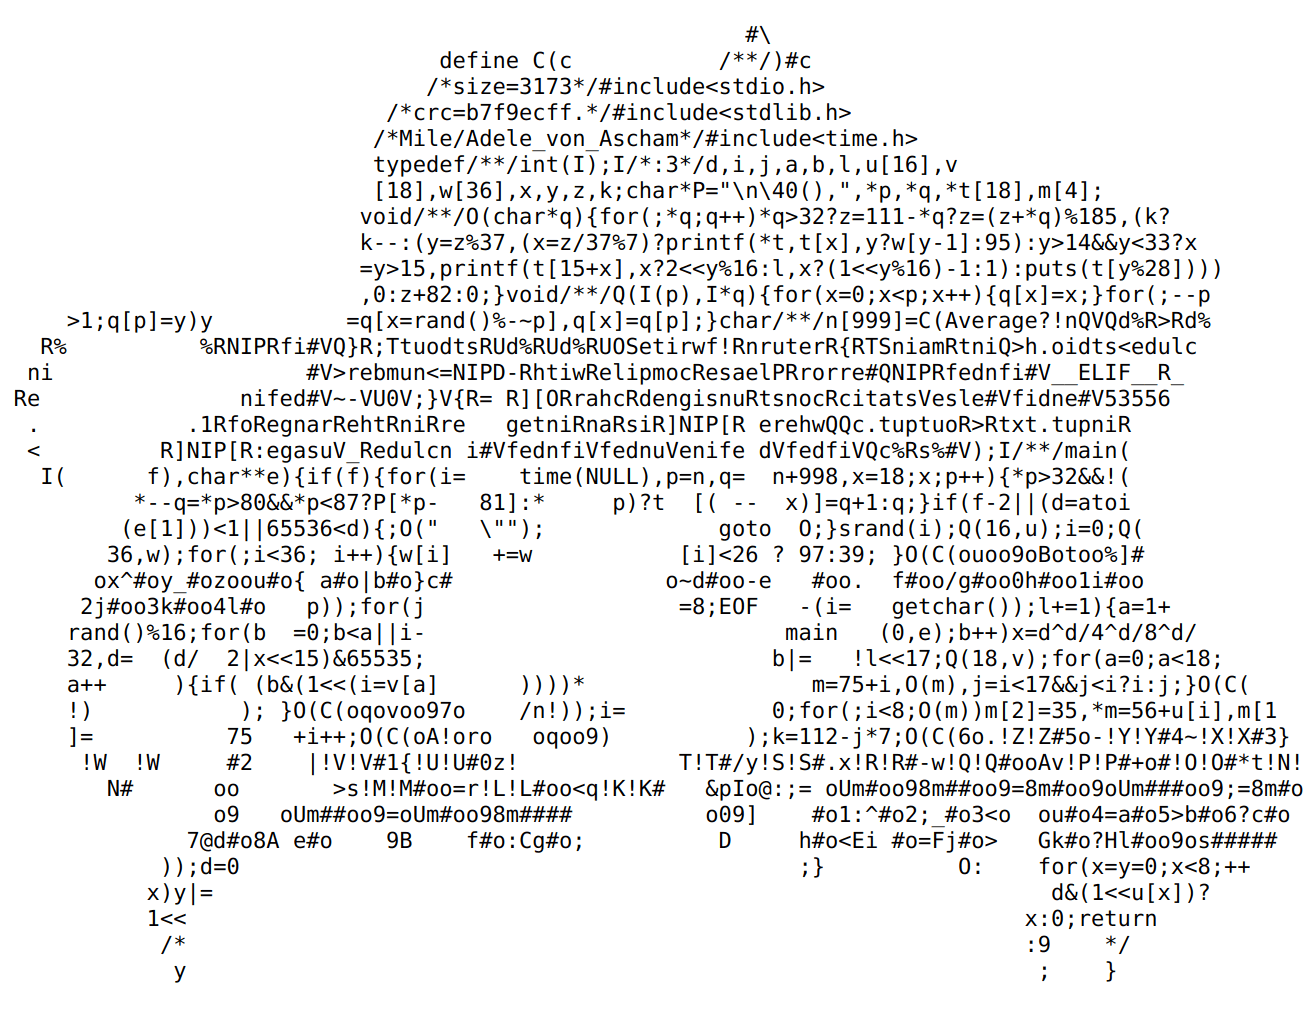 #\
                                define C(c           /**/)#c
                               /*size=3173*/#include<stdio.h>
                            /*crc=b7f9ecff.*/#include<stdlib.h>
                           /*Mile/Adele_von_Ascham*/#include<time.h>
                           typedef/**/int(I);I/*:3*/d,i,j,a,b,l,u[16],v
                           [18],w[36],x,y,z,k;char*P="\n\40(),",*p,*q,*t[18],m[4];
                          void/**/O(char*q){for(;*q;q++)*q>32?z=111-*q?z=(z+*q)%185,(k?
                          k--:(y=z%37,(x=z/37%7)?printf(*t,t[x],y?w[y-1]:95):y>14&&y<33?x
                          =y>15,printf(t[15+x],x?2<<y%16:l,x?(1<<y%16)-1:1):puts(t[y%28])))
                          ,0:z+82:0;}void/**/Q(I(p),I*q){for(x=0;x<p;x++){q[x]=x;}for(;--p
    >1;q[p]=y)y          =q[x=rand()%-~p],q[x]=q[p];}char/**/n[999]=C(Average?!nQVQd%R>Rd%
  R%          %RNIPRfi#VQ}R;TtuodtsRUd%RUd%RUOSetirwf!RnruterR{RTSniamRtniQ>h.oidts<edulc
 ni                   #V>rebmun<=NIPD-RhtiwRelipmocResaelPRrorre#QNIPRfednfi#V__ELIF__R_
Re               nifed#V~-VU0V;}V{R= R][ORrahcRdengisnuRtsnocRcitatsVesle#Vfidne#V53556
 .           .1RfoRegnarRehtRniRre   getniRnaRsiR]NIP[R erehwQQc.tuptuoR>Rtxt.tupniR
 <         R]NIP[R:egasuV_Redulcn i#VfednfiVfednuVenife dVfedfiVQc%Rs%#V);I/**/main(
  I(      f),char**e){if(f){for(i=    time(NULL),p=n,q=  n+998,x=18;x;p++){*p>32&&!(
         *--q=*p>80&&*p<87?P[*p-   81]:*     p)?t  [( --  x)]=q+1:q;}if(f-2||(d=atoi
        (e[1]))<1||65536<d){;O("   \"");             goto  O;}srand(i);Q(16,u);i=0;Q(
       36,w);for(;i<36; i++){w[i]   +=w           [i]<26 ? 97:39; }O(C(ouoo9oBotoo%]#
      ox^#oy_#ozoou#o{ a#o|b#o}c#                o~d#oo-e   #oo.  f#oo/g#oo0h#oo1i#oo
     2j#oo3k#oo4l#o   p));for(j                   =8;EOF   -(i=   getchar());l+=1){a=1+
    rand()%16;for(b  =0;b<a||i-                           main   (0,e);b++)x=d^d/4^d/8^d/
    32,d=  (d/  2|x<<15)&65535;                          b|=   !l<<17;Q(18,v);for(a=0;a<18;
    a++     ){if( (b&(1<<(i=v[a]      ))))*                 m=75+i,O(m),j=i<17&&j<i?i:j;}O(C(
    !)           ); }O(C(oqovoo97o    /n!));i=           0;for(;i<8;O(m))m[2]=35,*m=56+u[i],m[1
    ]=          75   +i++;O(C(oA!oro   oqoo9)          );k=112-j*7;O(C(6o.!Z!Z#5o-!Y!Y#4~!X!X#3}
     !W  !W     #2    |!V!V#1{!U!U#0z!            T!T#/y!S!S#.x!R!R#-w!Q!Q#ooAv!P!P#+o#!O!O#*t!N!
       N#      oo       >s!M!M#oo=r!L!L#oo<q!K!K#   &pIo@:;= oUm#oo98m##oo9=8m#oo9oUm###oo9;=8m#o
               o9   oUm##oo9=oUm#oo98m####          o09]    #o1:^#o2;_#o3<o  ou#o4=a#o5>b#o6?c#o
             7@d#o8A e#o    9B    f#o:Cg#o;          D     h#o<Ei #o=Fj#o>   Gk#o?Hl#oo9os#####
           ));d=0                                          ;}          O:    for(x=y=0;x<8;++
          x)y|=                                                               d&(1<<u[x])?
          1<<                                                               x:0;return
           /*                                                               :9    */
            y                                                                ;    }